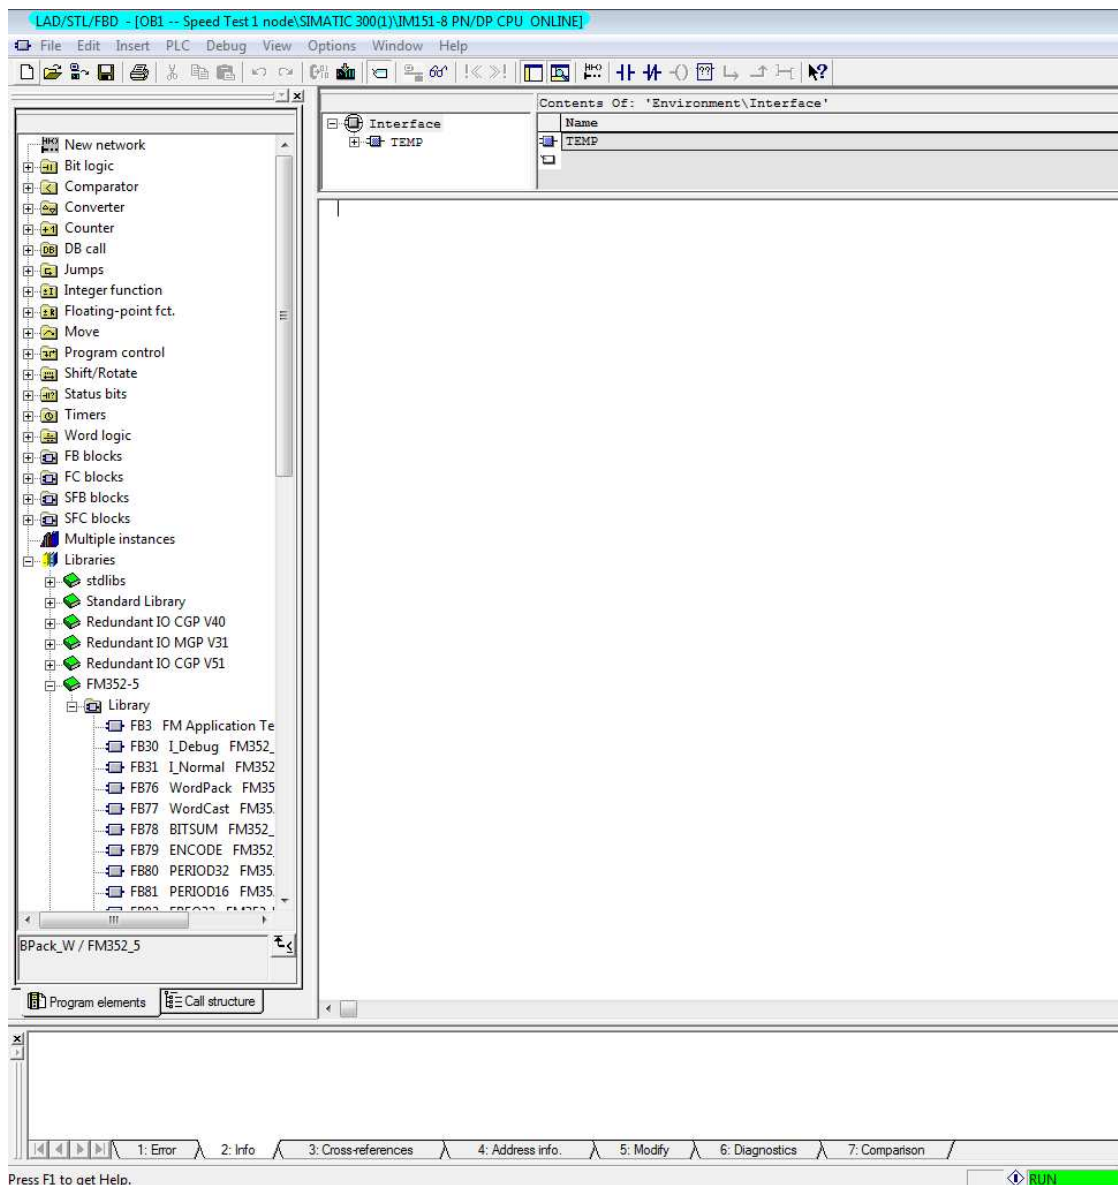 LAD/STL/FBD - [OB1 -- Speed Test 1 node\SIMATIC 300(1)\IM151-8 PN/DP CPU ONLINE]
File Edit Insert PLC Debug View Options Window Help
Contents Of: 'Environment\Interface'
Interface
Name
TEMP
TEMP
New network
Bit logic
Comparator
Converter
Counter
DB call
Jumps
Integer function
Floating-point fct.
Move
Program control
Shift/Rotate
Status bits
Timers
Word logic
FB blocks
FC blocks
SFB blocks
SFC blocks
Multiple instances
Libraries
stdlibs
Standard Library
Redundant IO CGP V40
Redundant IO MGP V31
Redundant IO CGP V51
FM352-5
Library
FB3 FM Application Te
FB30 I_Debug FM352_
FB31 I_Normal FM352
FB76 WordPack FM35
FB77 WordCast FM35
FB78 BITSUM FM352_
FB79 ENCODE FM352
FB80 PERIOD32 FM35
FB81 PERIOD16 FM35
BPack_W / FM352_5
Program elements Call structure
1: Error 2: Info 3: Cross-references 4: Address info. 5: Modify 6: Diagnostics 7: Comparison
Press F1 to get Help. RUN